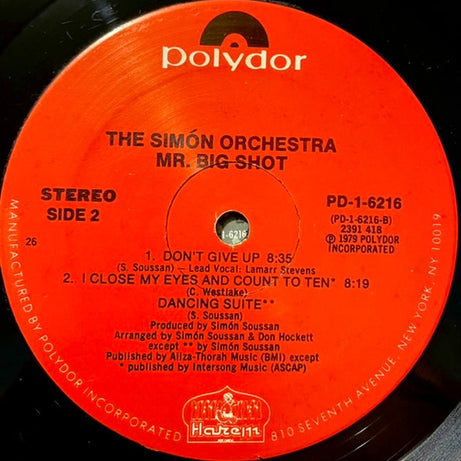 polydor
THE SIMÓN ORCHESTRA
MR. BIG SHOT
STEREO
SIDE 2
PD-1-6216
(PD-1-6216-B)
2391 418
Ⓟ 1979 POLYDOR
INCORPORATED
26
1-6216
1. DON'T GIVE UP 8:35
(S. Soussan) – Lead Vocal: Lamarr Stevens
2. I CLOSE MY EYES AND COUNT TO TEN* 8:19
(C. Westlake)
DANCING SUITE**
(S. Soussan)
Produced by Simón Soussan
Arranged by Simón Soussan & Don Hockett
except ** by Simón Soussan
Published by Aliza-Thorah Music (BMI) except
* published by Intersong Music (ASCAP)
Harem
RECORDS
MANUFACTURED BY POLYDOR INCORPORATED 810 SEVENTH AVENUE, NEW YORK, NY 10019